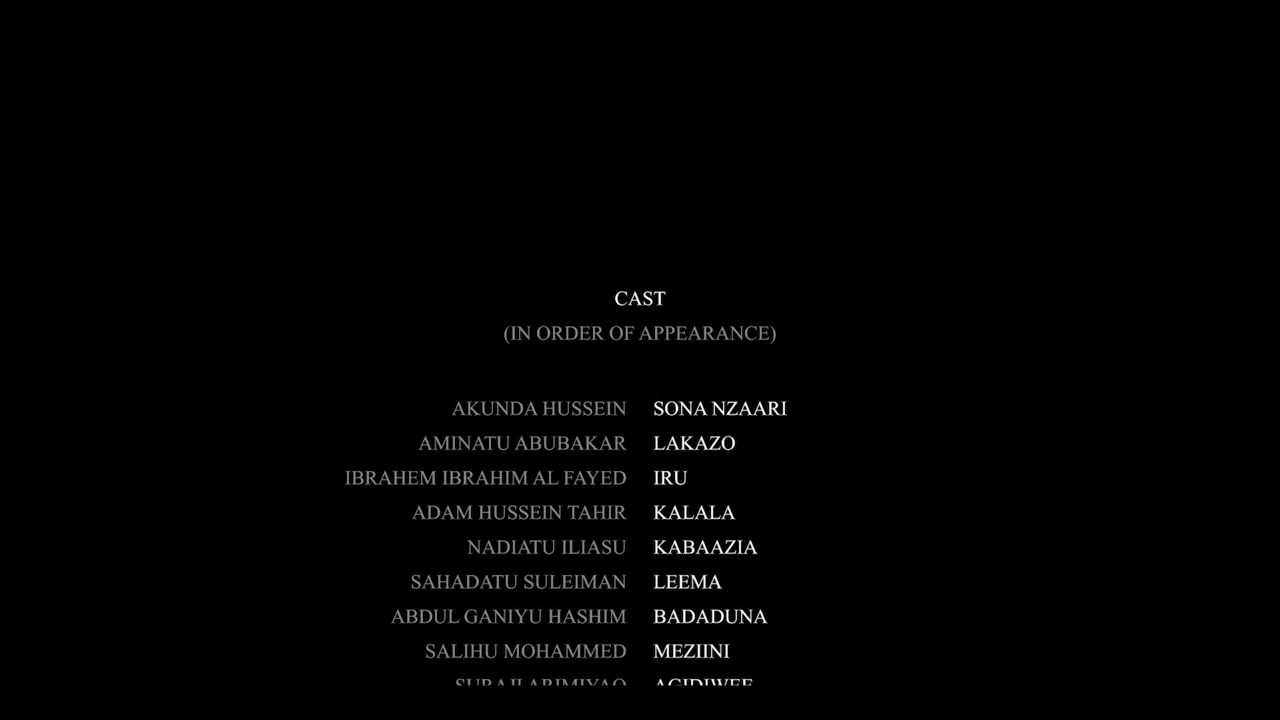 CAST
(IN ORDER OF APPEARANCE)
AKUNDA HUSSEIN SONA NZAARI
AMINATU ABUBAKAR LAKAZO
IBRAHEM IBRAHIM AL FAYED IRU
ADAM HUSSEIN TAHIR KALALA
NADIATU ILIASU KABAAZIA
SAHADATU SULEIMAN LEEMA
ABDUL GANIYU HASHIM BADADUNA
SALIHU MOHAMMED MEZIINI